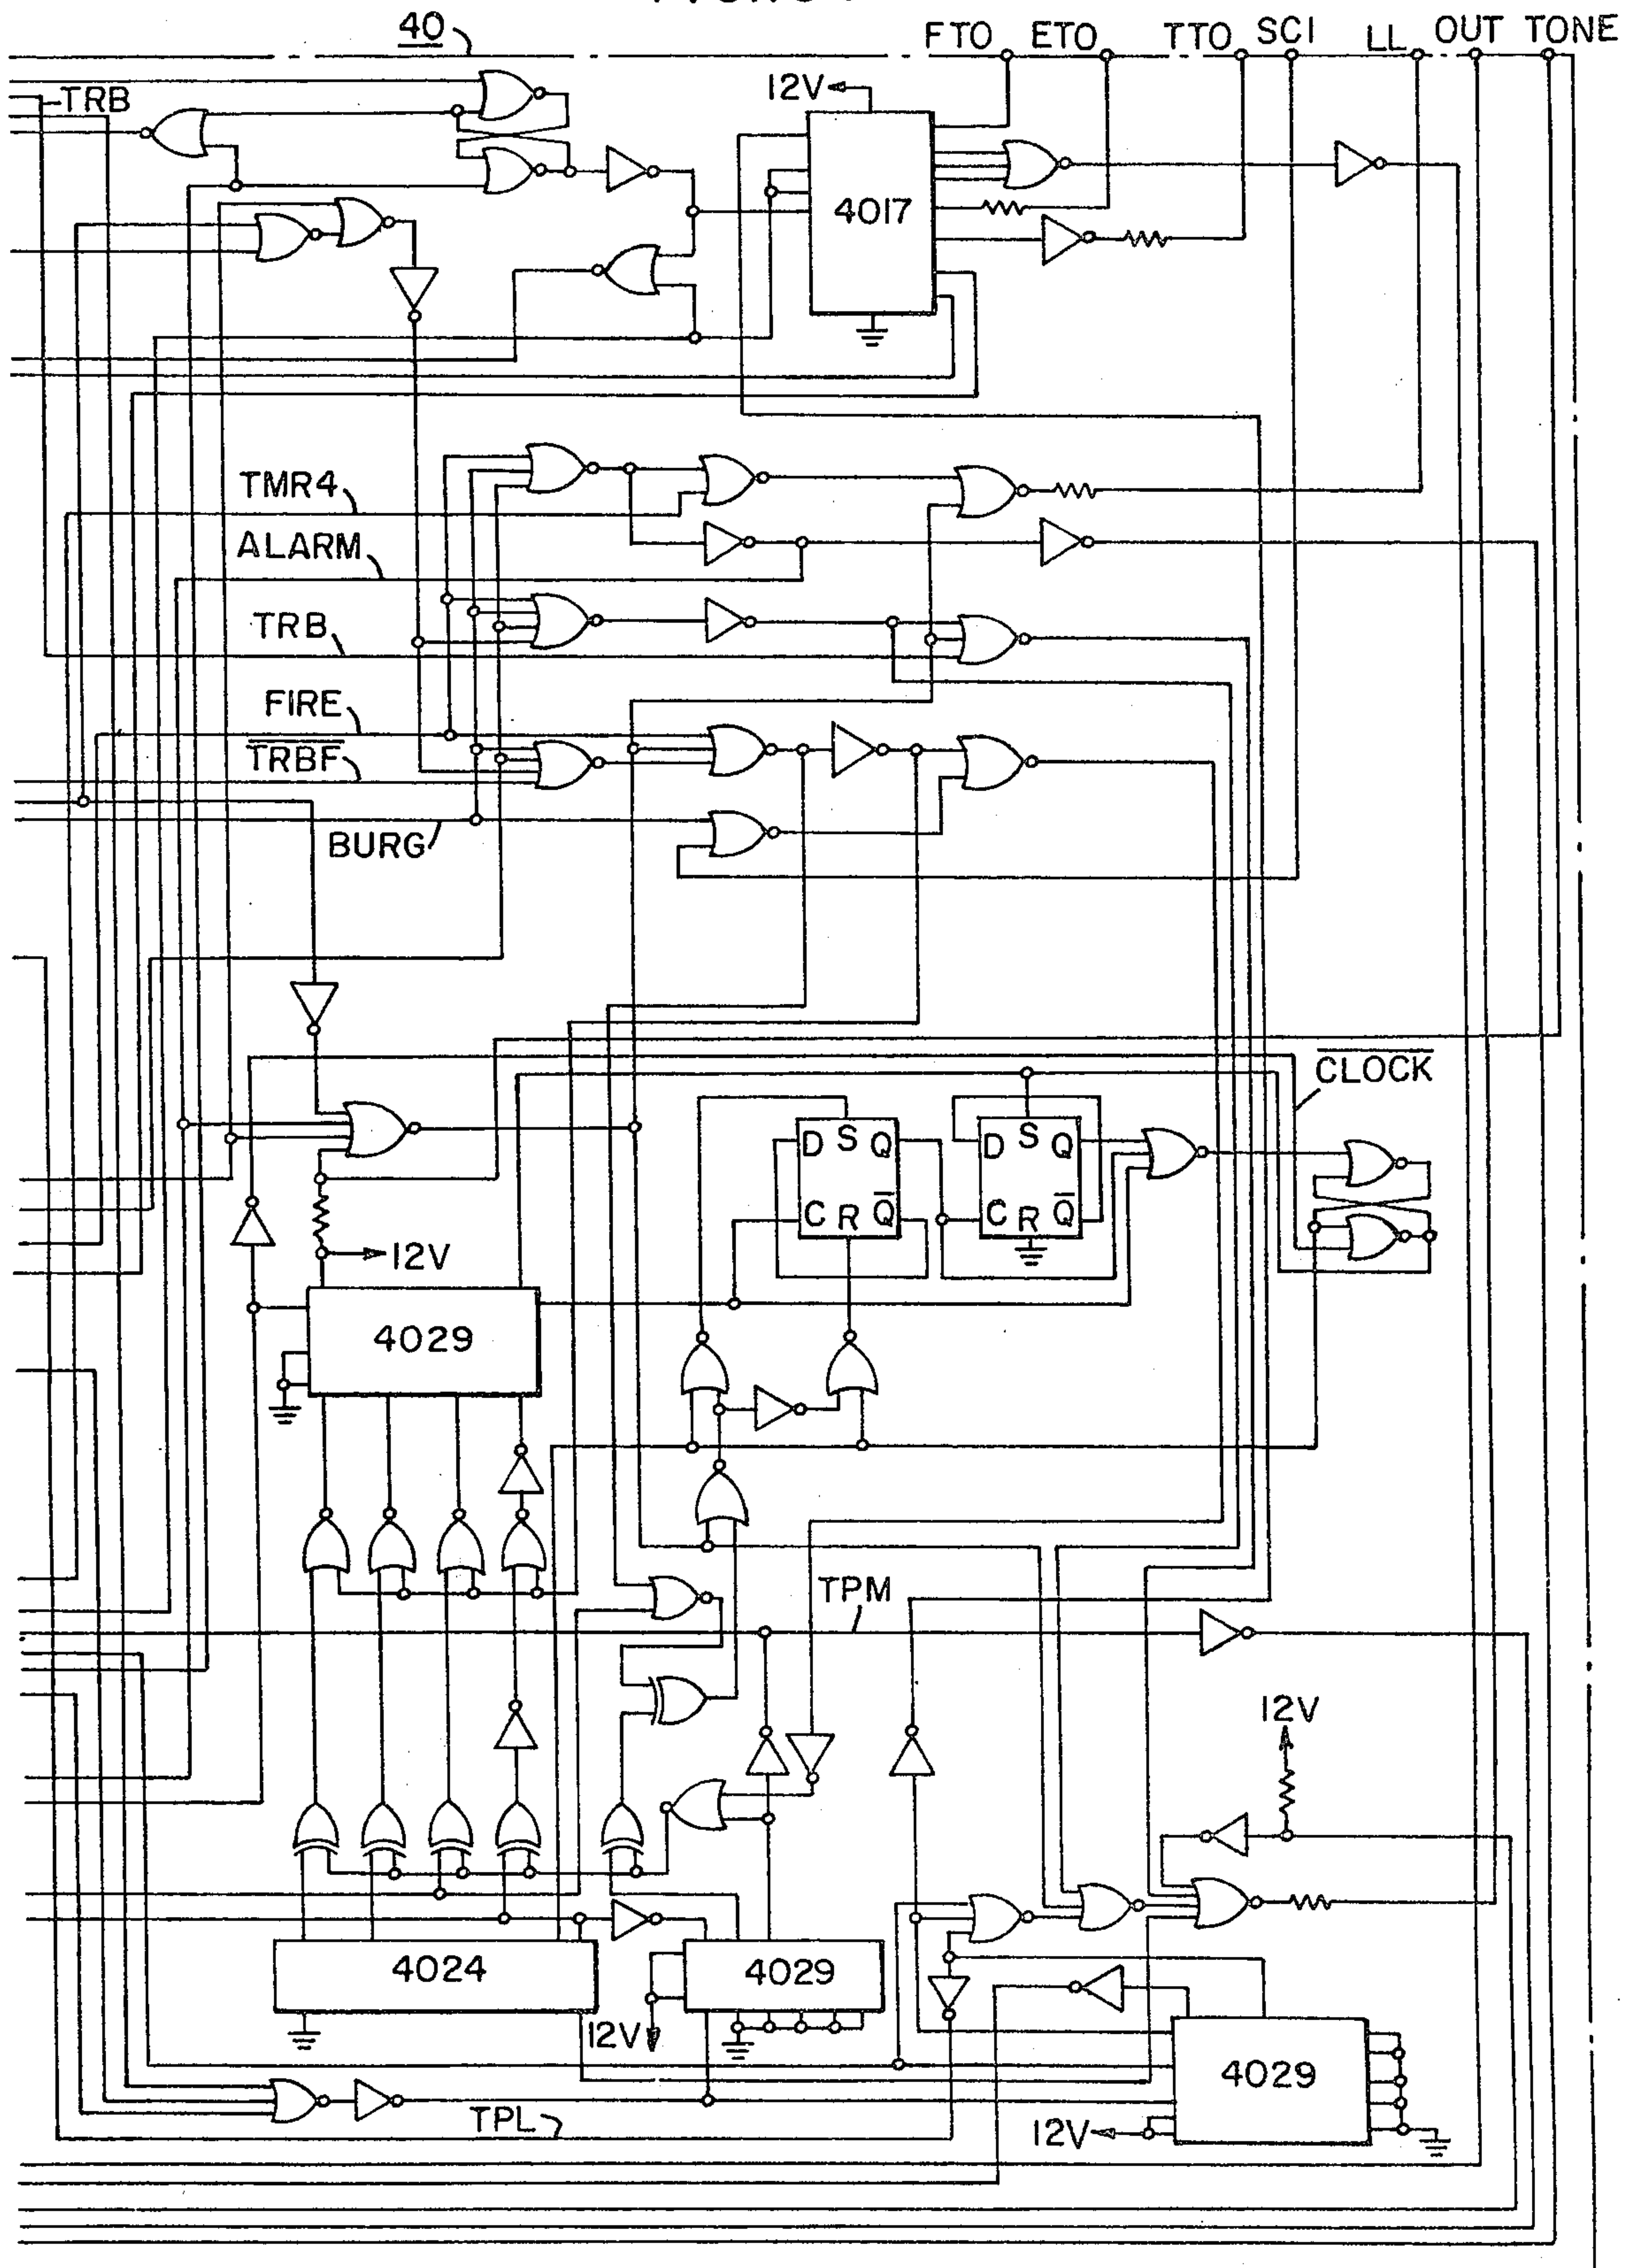 40 FTO ETO TTO SCI LL OUT TONE
TRB
12V
4017
TMR4
ALARM
TRB
FIRE
TRBF
BURG
CLOCK
D S Q D S Q
C R Q C R Q
12V
4029
TPM
12V
4024 4029
12V
4029
TPL 12V